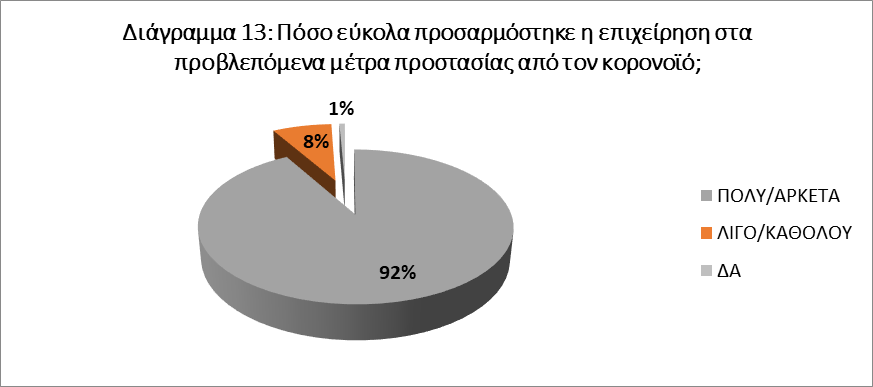 Διάγραμμα 13: Πόσο εύκολα προσαρμόστηκε η επιχείρηση στα
προβλεπόμενα μέτρα προστασίας από τον κορονοϊό;
1%
8%
92%
ΠΟΛΥ/ΑΡΚΕΤΑ
ΛΙΓΟ/ΚΑΘΟΛΟΥ
ΔΑ